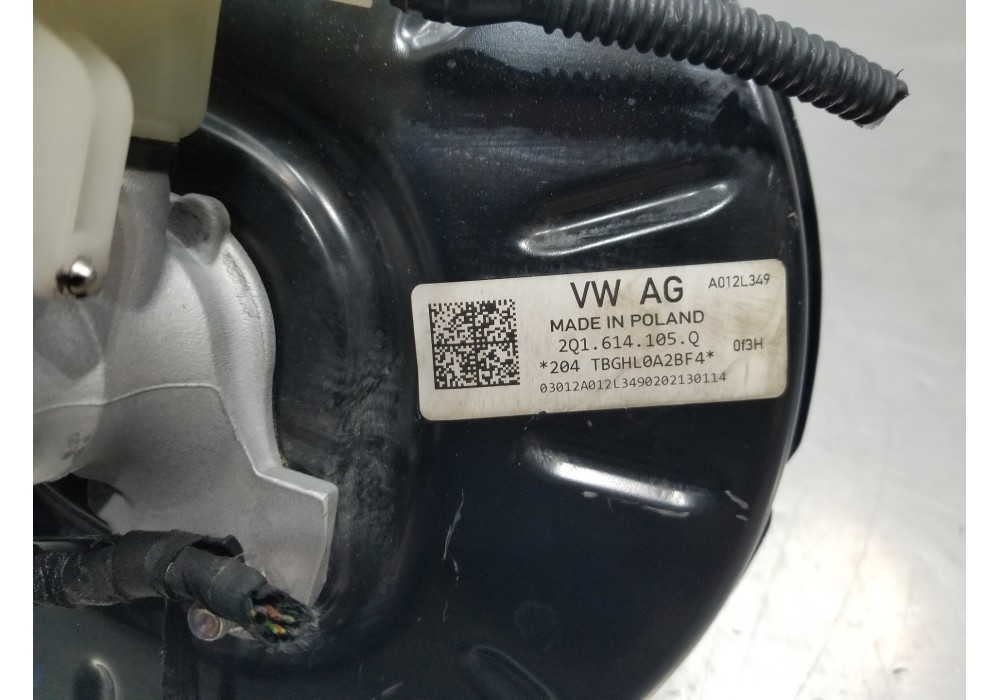 VW AG A012L349
MADE IN POLAND
2Q1.614.105.Q
*204 TBGHL0A2BF4* 0f3H
03012A012L3490202130114